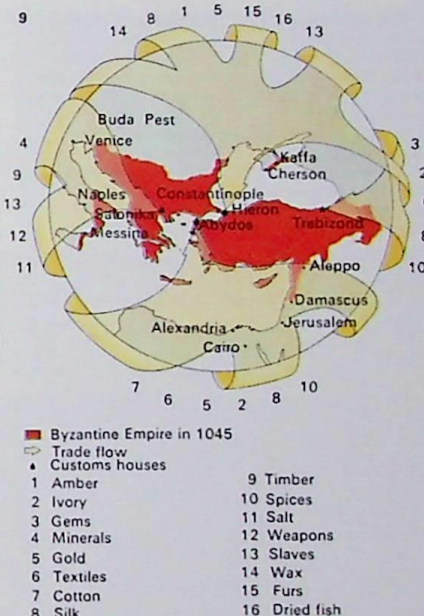 9
14
8
1
5
15
16
13
Buda Pest
4
Venice
Kaffa
3
Cherson
9
13
Naples
Constantinople
Salonika
Hieron
Trebizond
12
Messina
Abydos
11
Aleppo
10
Damascus
Alexandria
Jerusalem
Cairo
7
6
5
2
8
10
Byzantine Empire in 1045
Trade flow
Customs houses
1 Amber
2 Ivory
3 Gems
4 Minerals
5 Gold
6 Textiles
7 Cotton
8 Silk
9 Timber
10 Spices
11 Salt
12 Weapons
13 Slaves
14 Wax
15 Furs
16 Dried fish